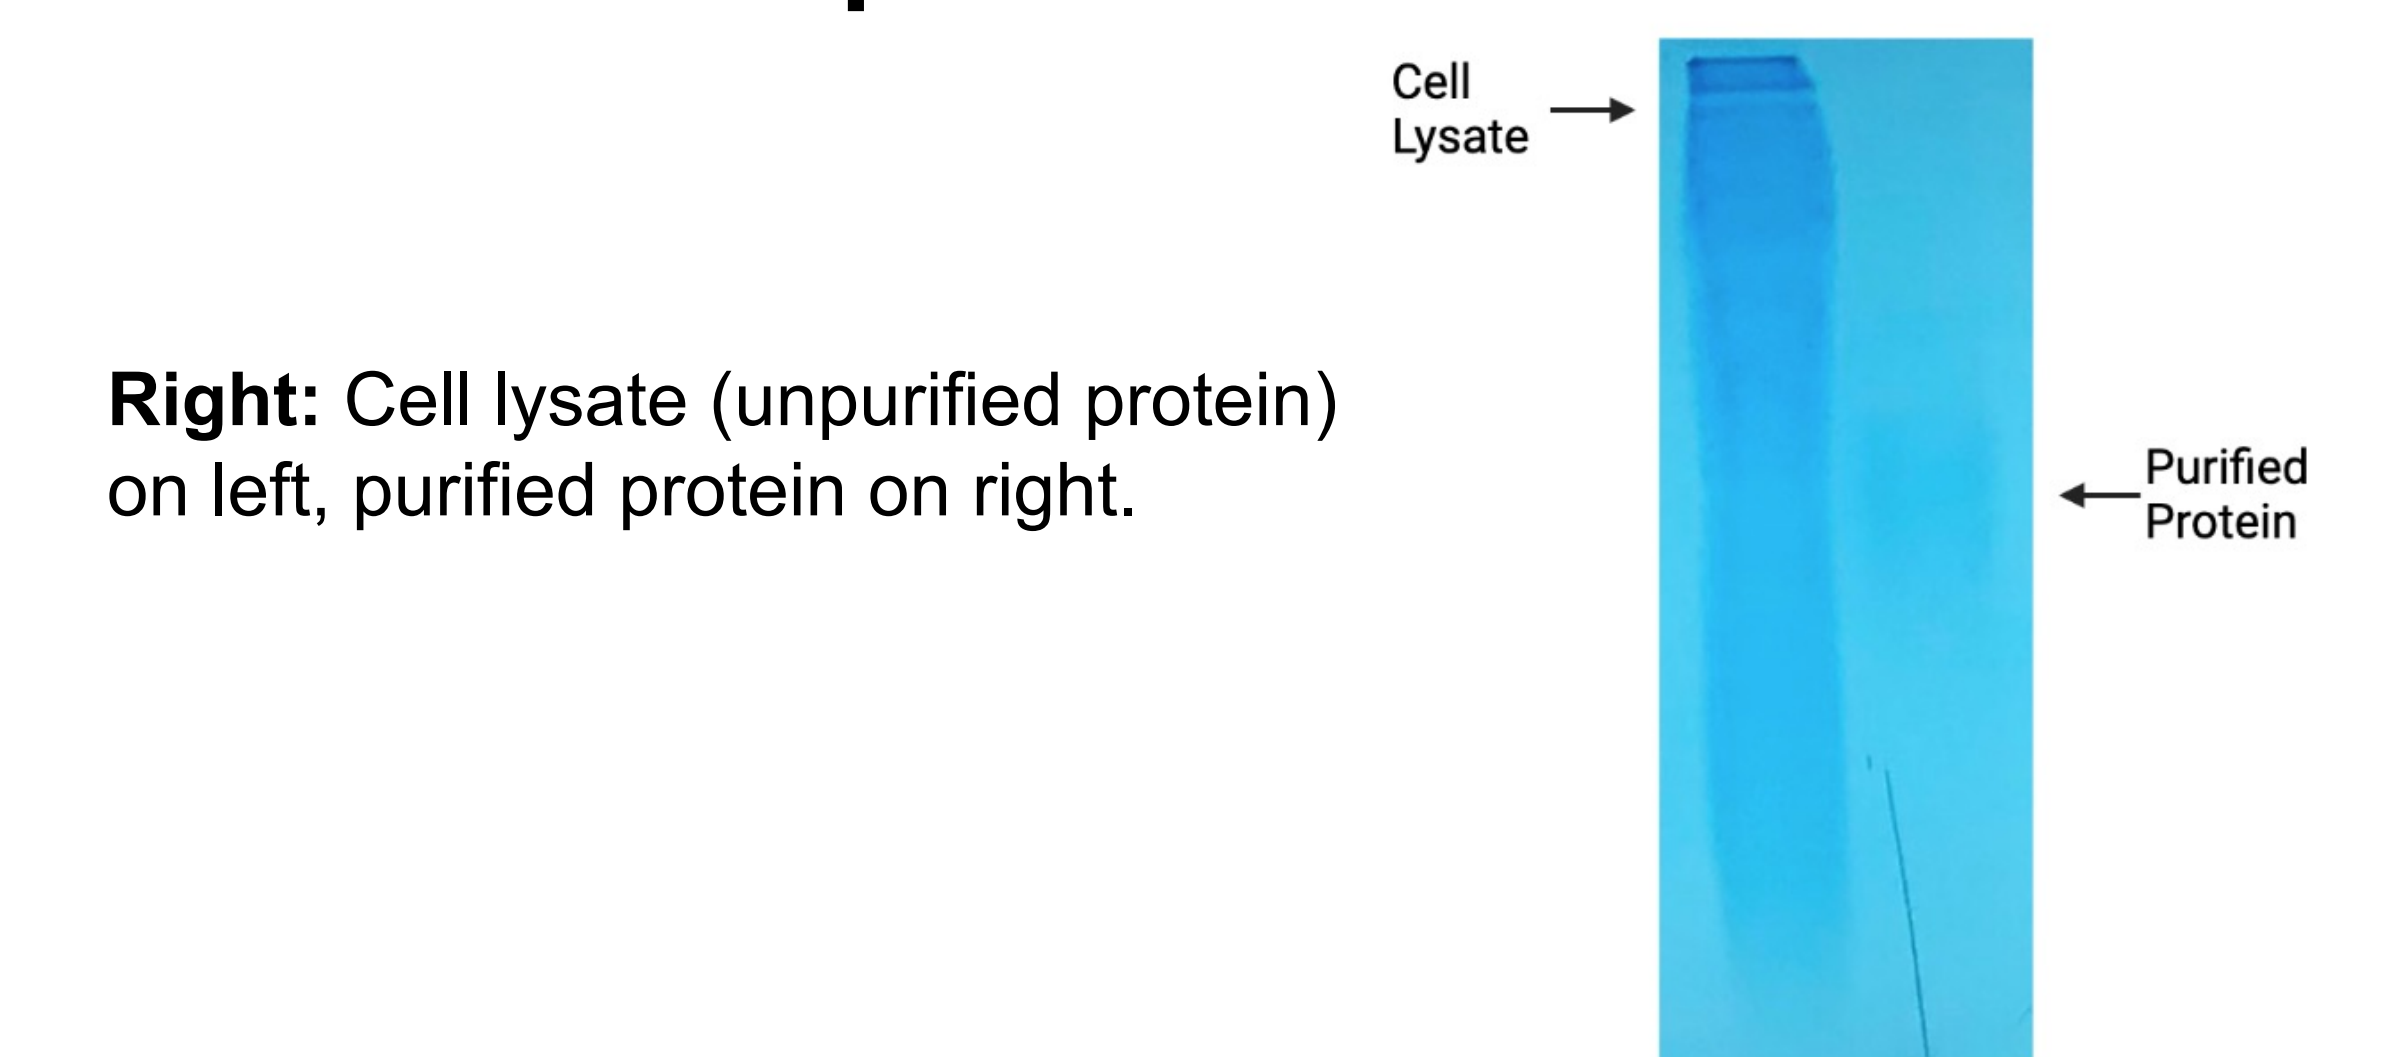 Cell
Lysate
Right: Cell lysate (unpurified protein)
on left, purified protein on right.
Purified
Protein